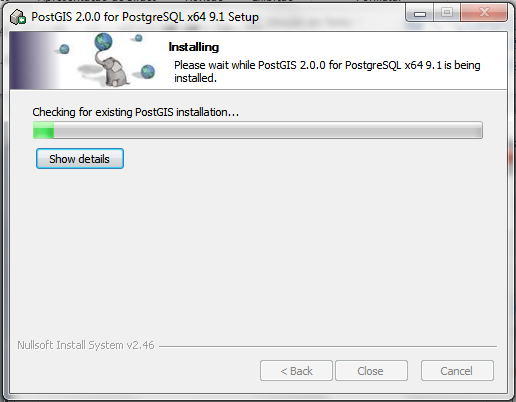 PostGIS 2.0.0 for PostgreSQL x64 9.1 Setup
Installing
Please wait while PostGIS 2.0.0 for PostgreSQL x64 9.1 is being
installed.
Checking for existing PostGIS installation...
Show details
Nullsoft Install System v2.46
< Back
Close
Cancel